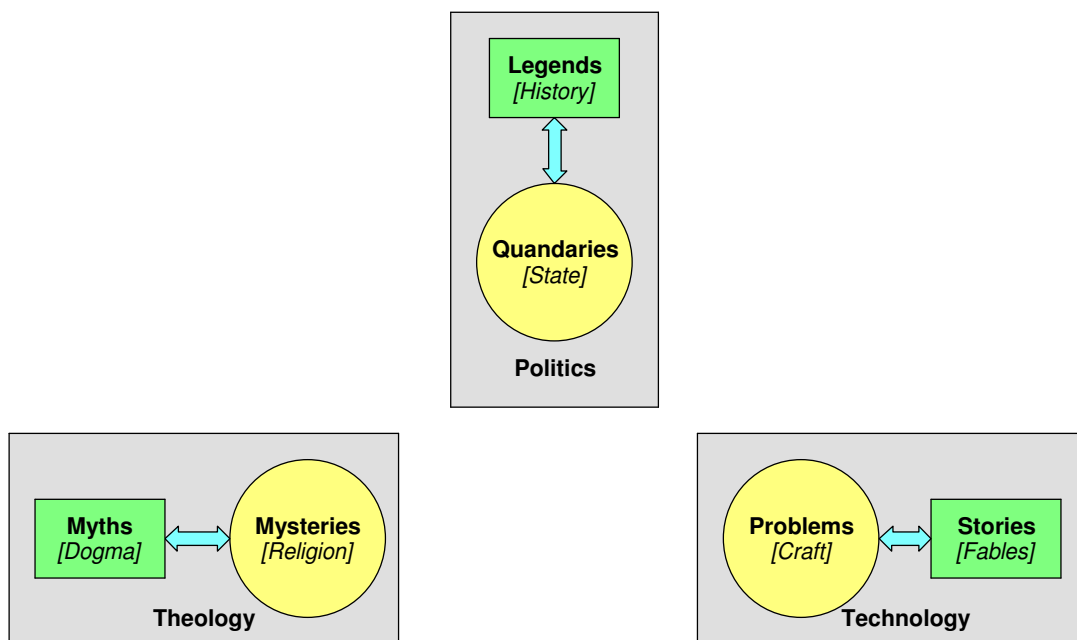 Legends
[History]
Quandaries
[State]
Politics
Myths
[Dogma]
Mysteries
[Religion]
Theology
Problems
[Craft]
Stories
[Fables]
Technology